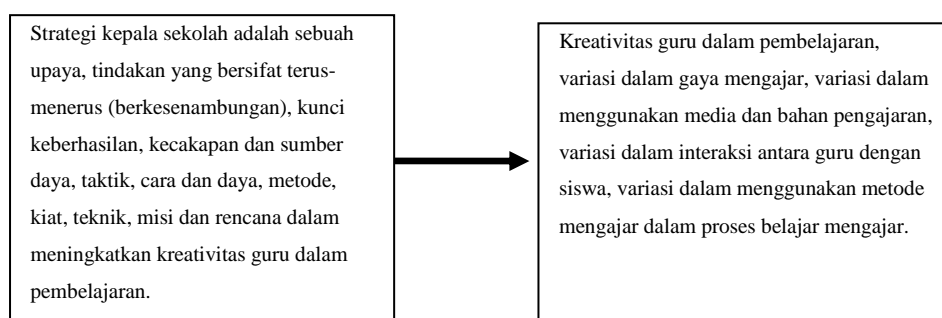 Strategi kepala sekolah adalah sebuah
upaya, tindakan yang bersifat terus-
menerus (berkesenambungan), kunci
keberhasilan, kecakapan dan sumber
daya, taktik, cara dan daya, metode,
kiat, teknik, misi dan rencana dalam
meningkatkan kreativitas guru dalam
pembelajaran.
Kreativitas guru dalam pembelajaran,
variasi dalam gaya mengajar, variasi dalam
menggunakan media dan bahan pengajaran,
variasi dalam interaksi antara guru dengan
siswa, variasi dalam menggunakan metode
mengajar dalam proses belajar mengajar.